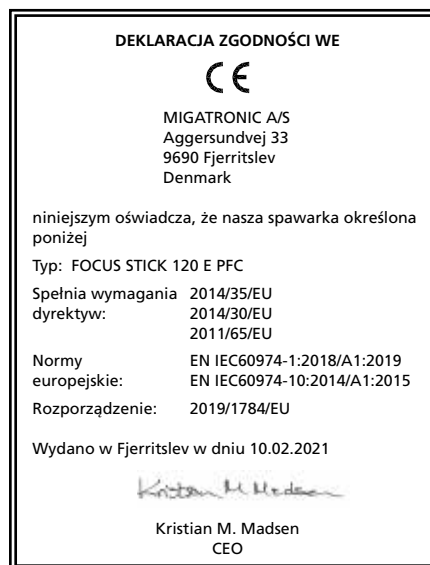 DEKLARACJA ZGODNOŚCI WE
CE
MIGATRONIC A/S
Aggersundvej 33
9690 Fjerritslev
Denmark
niniejszym oświadcza, że nasza spawarka określona
poniżej
Typ: FOCUS STICK 120 E PFC
Spełnia wymagania 2014/35/EU
dyrektyw: 2014/30/EU
2011/65/EU
Normy EN IEC60974-1:2018/A1:2019
europejskie: EN IEC60974-10:2014/A1:2015
Rozporządzenie: 2019/1784/EU
Wydano w Fjerritslev w dniu 10.02.2021
Kristian M Madsen
Kristian M. Madsen
CEO